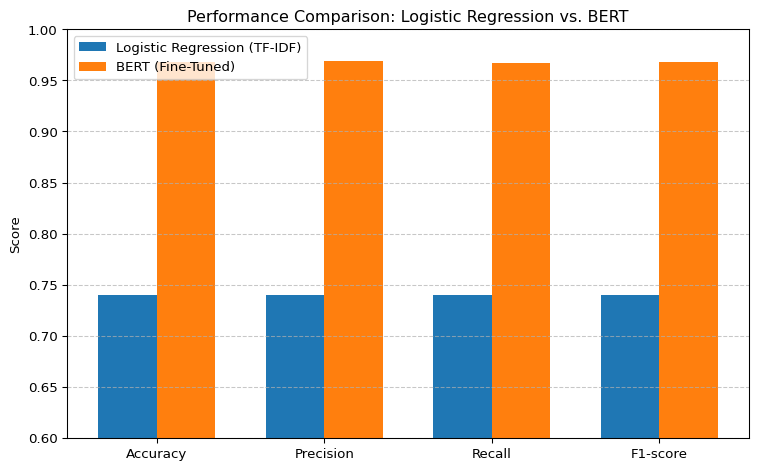 Performance Comparison: Logistic Regression vs. BERT
Logistic Regression (TF-IDF)
BERT (Fine-Tuned)
Score
1.00
0.95
0.90
0.85
0.80
0.75
0.70
0.65
0.60
Accuracy
Precision
Recall
F1-score